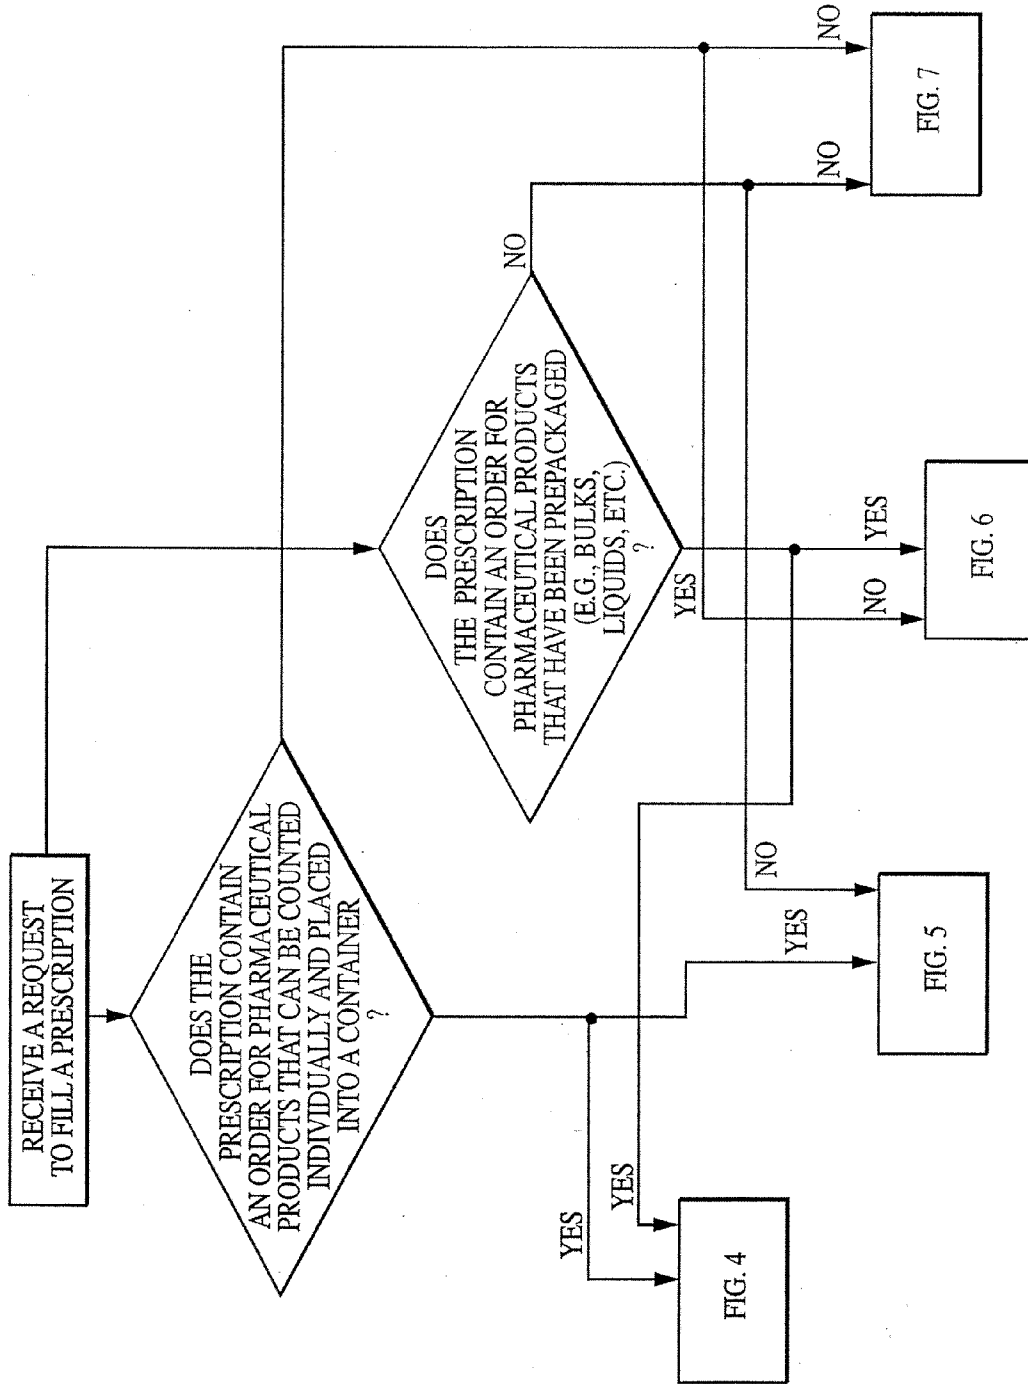 RECEIVE A REQUEST
TO FILL A PRESCRIPTION
DOES THE
PRESCRIPTION CONTAIN
AN ORDER FOR PHARMACEUTICAL
PRODUCTS THAT CAN BE COUNTED
INDIVIDUALLY AND PLACED
INTO A CONTAINER
?
DOES
THE PRESCRIPTION
CONTAIN AN ORDER FOR
PHARMACEUTICAL PRODUCTS
THAT HAVE BEEN PREPACKAGED
(E.G., BULKS,
LIQUIDS, ETC.)
?
NO
YES
YES
YES
YES
NO
NO
YES
NO
NO
FIG. 4
FIG. 5
FIG. 6
FIG. 7